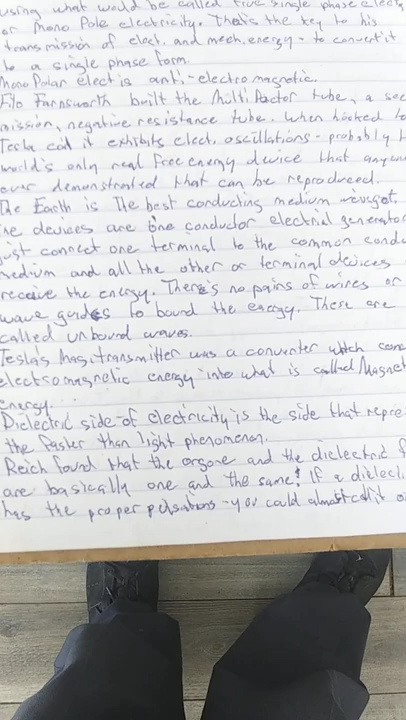 using what would be called true single phase elect
or Mono Pole electricity. That's the key to his
transmission of elect. and mech. energy - to convert it
to a single phase form.
Mono Polar elect is anti-electromagnetic.
Filo Farnsworth built the Multi Pactor tube, a sec
mission, negative resistance tube. When hooked to
Tesla coil it exhibits elect. oscillations - probably t
world's only real Free energy device that anyon
ever demonstrated that can be reproduced.
The Earth is the best conducting medium we've got.
devices are one conductor electrial generator
just connect one terminal to the common condu
medium and all the other or terminal devices
receive the energy. There's no pairs of wires or
wave guides to bound the energy. These are
called unbound waves.
Tesla's Mag. transmitter was a converter which conv
electromagnetic energy into what is called Magnet
energy.
Dielectric side of electricity is the side that repre
the faster than light phenomenon.
Reich found that the orgone and the dielectric f
are basically one and the same! If a dielect
has the proper pulsations - you could almost call it